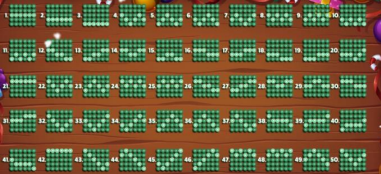 1. 2. 3. 4. 5. 6. 7. 8. 9. 10.
11. 12. 13. 14. 15. 16. 17. 18. 19. 20.
21. 22. 23. 24. 25. 26. 27. 28. 29. 30.
31. 32. 33. 34. 35. 36. 37. 38. 39. 40.
41. 42. 43. 44. 45. 46. 47. 48. 49. 50.